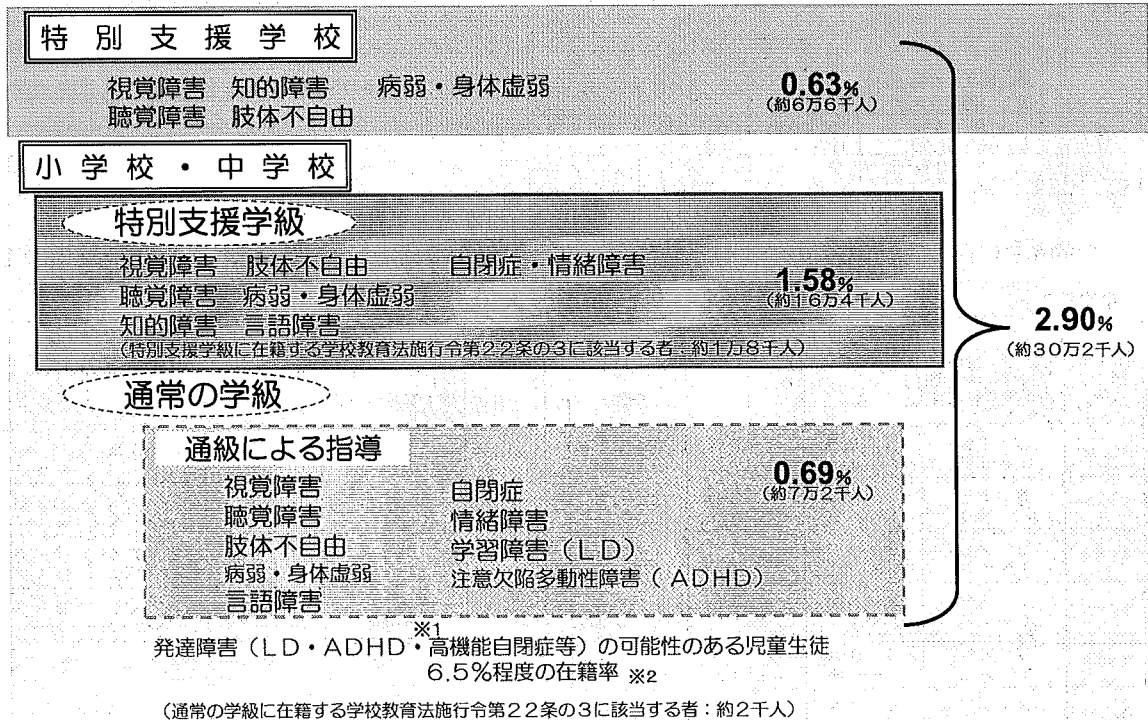 特別支援学校
視覚障害 知的障害 病弱・身体虚弱
聴覚障害 肢体不自由
0.63%
(約6万6千人)
小学校・中学校
特別支援学級
視覚障害 肢体不自由 自閉症・情緒障害
聴覚障害 病弱・身体虚弱
知的障害 言語障害
1.58%
(約16万4千人)
(特別支援学級に在籍する学校教育法施行令第22条の3に該当する者:約1万8千人)
2.90%
(約30万2千人)
通常の学級
通級による指導
視覚障害 自閉症
聴覚障害 情緒障害
肢体不自由 学習障害(LD)
病弱・身体虚弱 注意欠陥多動性障害(ADHD)
言語障害
0.69%
(約7万2千人)
※1
発達障害(LD・ADHD・高機能自閉症等)の可能性のある児童生徒
6.5%程度の在籍率 ※2
(通常の学級に在籍する学校教育法施行令第22条の3に該当する者:約2千人)